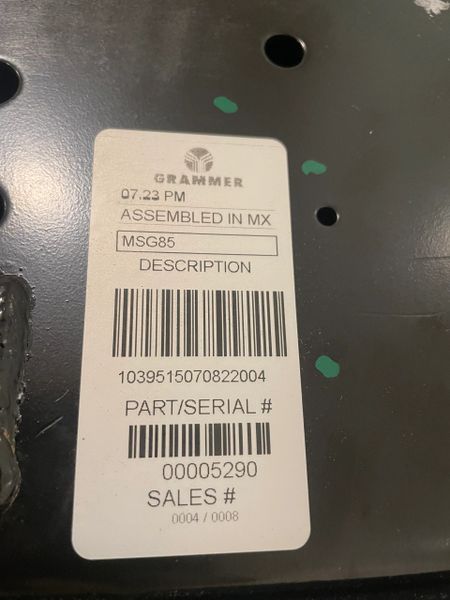 GRAMMER
07.23 PM
ASSEMBLED IN MX
MSG85
DESCRIPTION
1039515070822004
PART/SERIAL #
00005290
SALES #
0004 / 0008